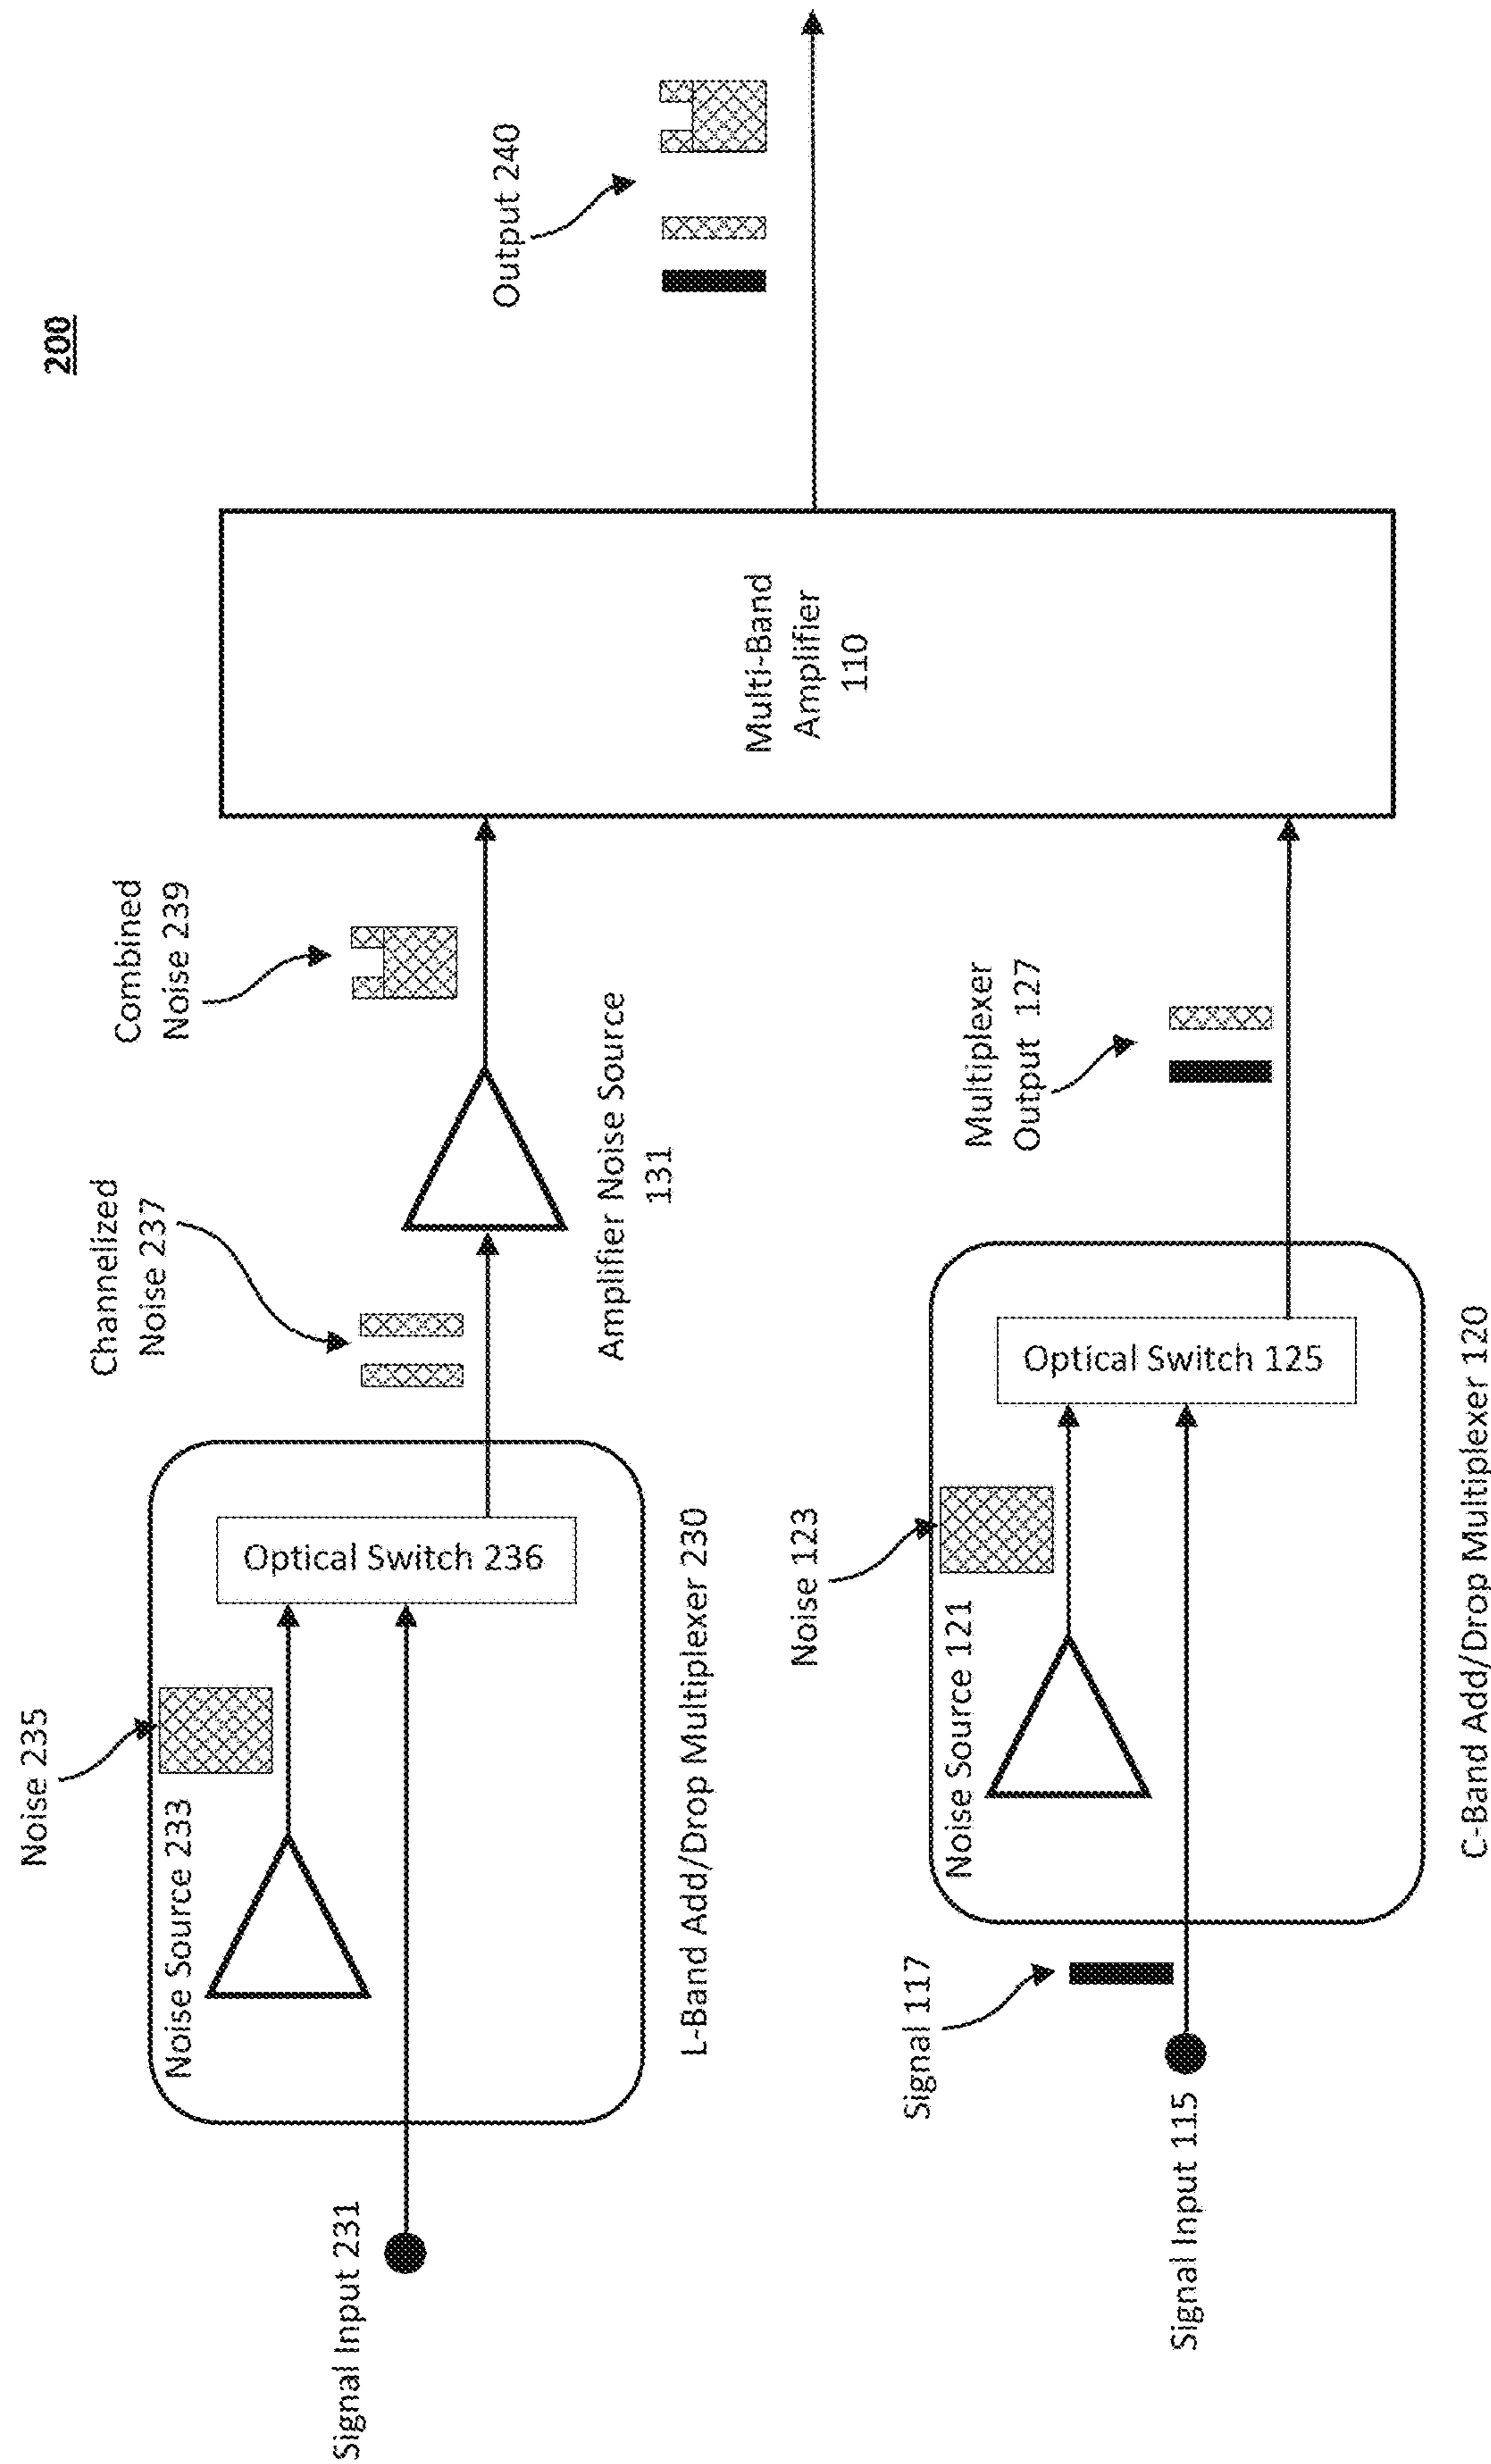 200
Noise 235
Noise Source 233
Optical Switch 236
Signal Input 231
L-Band Add/Drop Multiplexer 230
Channelized
Noise 237
Combined
Noise 239
Amplifier Noise Source
131
Multi-Band
Amplifier
110
Output 240
Noise 123
Noise Source 121
Optical Switch 125
Signal 117
Signal Input 115
C-Band Add/Drop Multiplexer 120
Multiplexer
Output 127